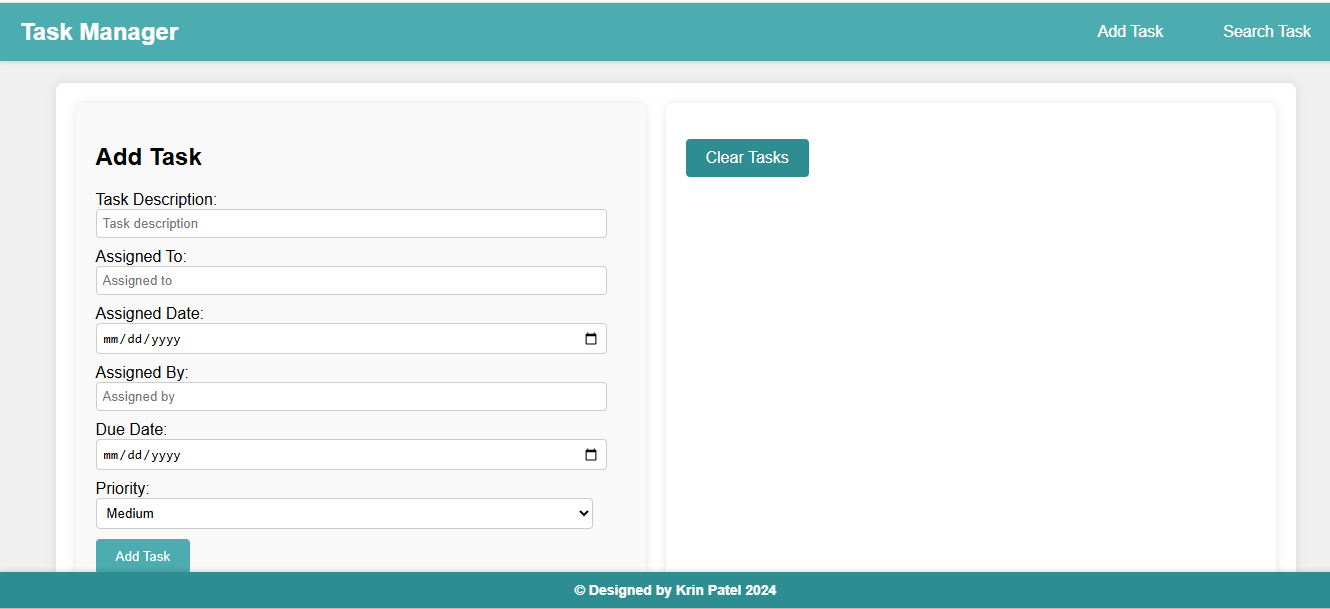 Task Manager
Add Task
Search Task
Add Task
Task Description:
Task description
Assigned To:
Assigned to
Assigned Date:
mm/dd/yyyy
Assigned By:
Assigned by
Due Date:
mm/dd/yyyy
Priority:
Medium
Add Task
Clear Tasks
© Designed by Krin Patel 2024